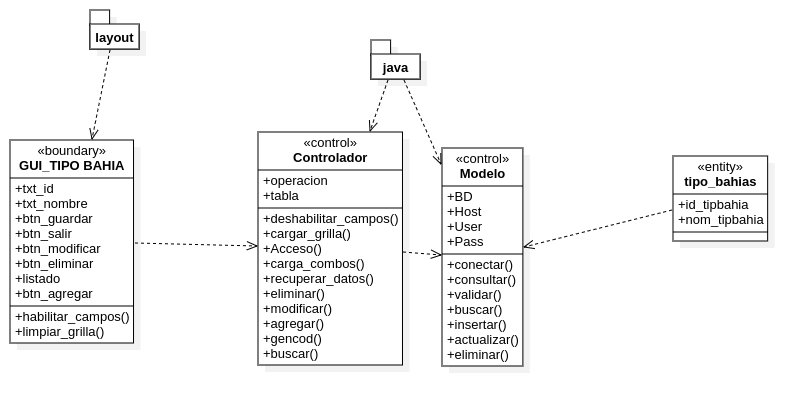 layout
java
«boundary»
GUI_TIPO BAHIA
+txt_id
+txt_nombre
+btn_guardar
+btn_salir
+btn_modificar
+btn_eliminar
+listado
+btn_agregar
+habilitar_campos()
+limpiar_grilla()
«control»
Controlador
+operacion
+tabla
+deshabilitar_campos()
+cargar_grilla()
+Acceso()
+carga_combos()
+recuperar_datos()
+eliminar()
+modificar()
+agregar()
+gencod()
+buscar()
«control»
Modelo
+BD
+Host
+User
+Pass
+conectar()
+consultar()
+validar()
+buscar()
+insertar()
+actualizar()
+eliminar()
«entity»
tipo_bahias
+id_tipbahia
+nom_tipbahia